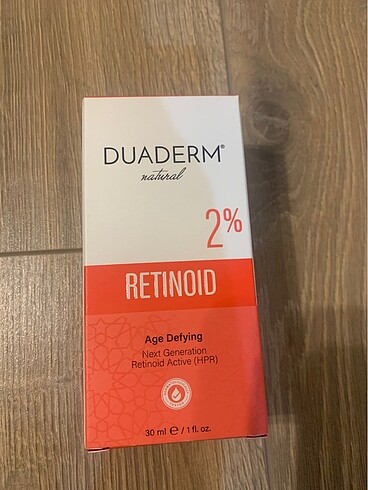 DUADERM®
natural
2%
RETINOID
Age Defying
Next Generation
Retinoid Active (HPR)
30 ml ℮ / 1 fl. oz.